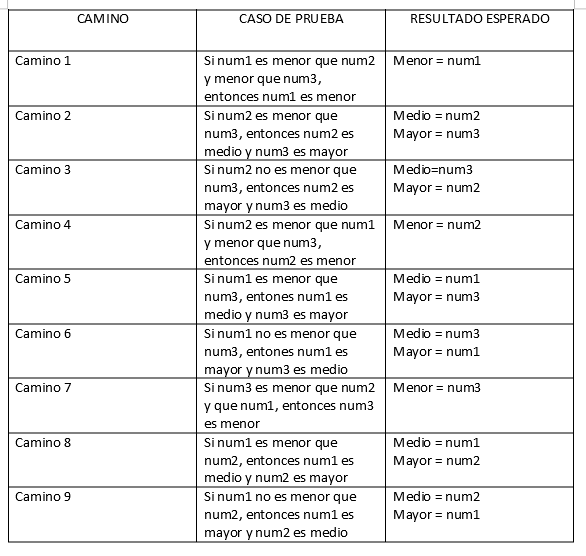 CAMINO CASO DE PRUEBA RESULTADO ESPERADO
Camino 1
Si num1 es menor que num2
y menor que num3,
entonces num1 es menor
Menor = num1
Camino 2
Si num2 es menor que
num3, entonces num2 es
medio y num3 es mayor
Medio = num2
Mayor = num3
Camino 3
Si num2 no es menor que
num3, entonces num2 es
mayor y num3 es medio
Medio=num3
Mayor = num2
Camino 4
Si num2 es menor que num1
y menor que num3,
entonces num2 es menor
Menor = num2
Camino 5
Si num1 es menor que
num3, entones num1 es
medio y num3 es mayor
Medio = num1
Mayor = num3
Camino 6
Si num1 no es menor que
num3, entones num1 es
mayor y num3 es medio
Medio = num3
Mayor = num1
Camino 7
Si num3 es menor que num2
y que num1, entonces num3
es menor
Menor = num3
Camino 8
Si num1 es menor que
num2, entonces num1 es
medio y num2 es mayor
Medio = num1
Mayor = num2
Camino 9
Si num1 no es menor que
num2, entonces num1 es
mayor y num2 es medio
Medio = num2
Mayor = num1